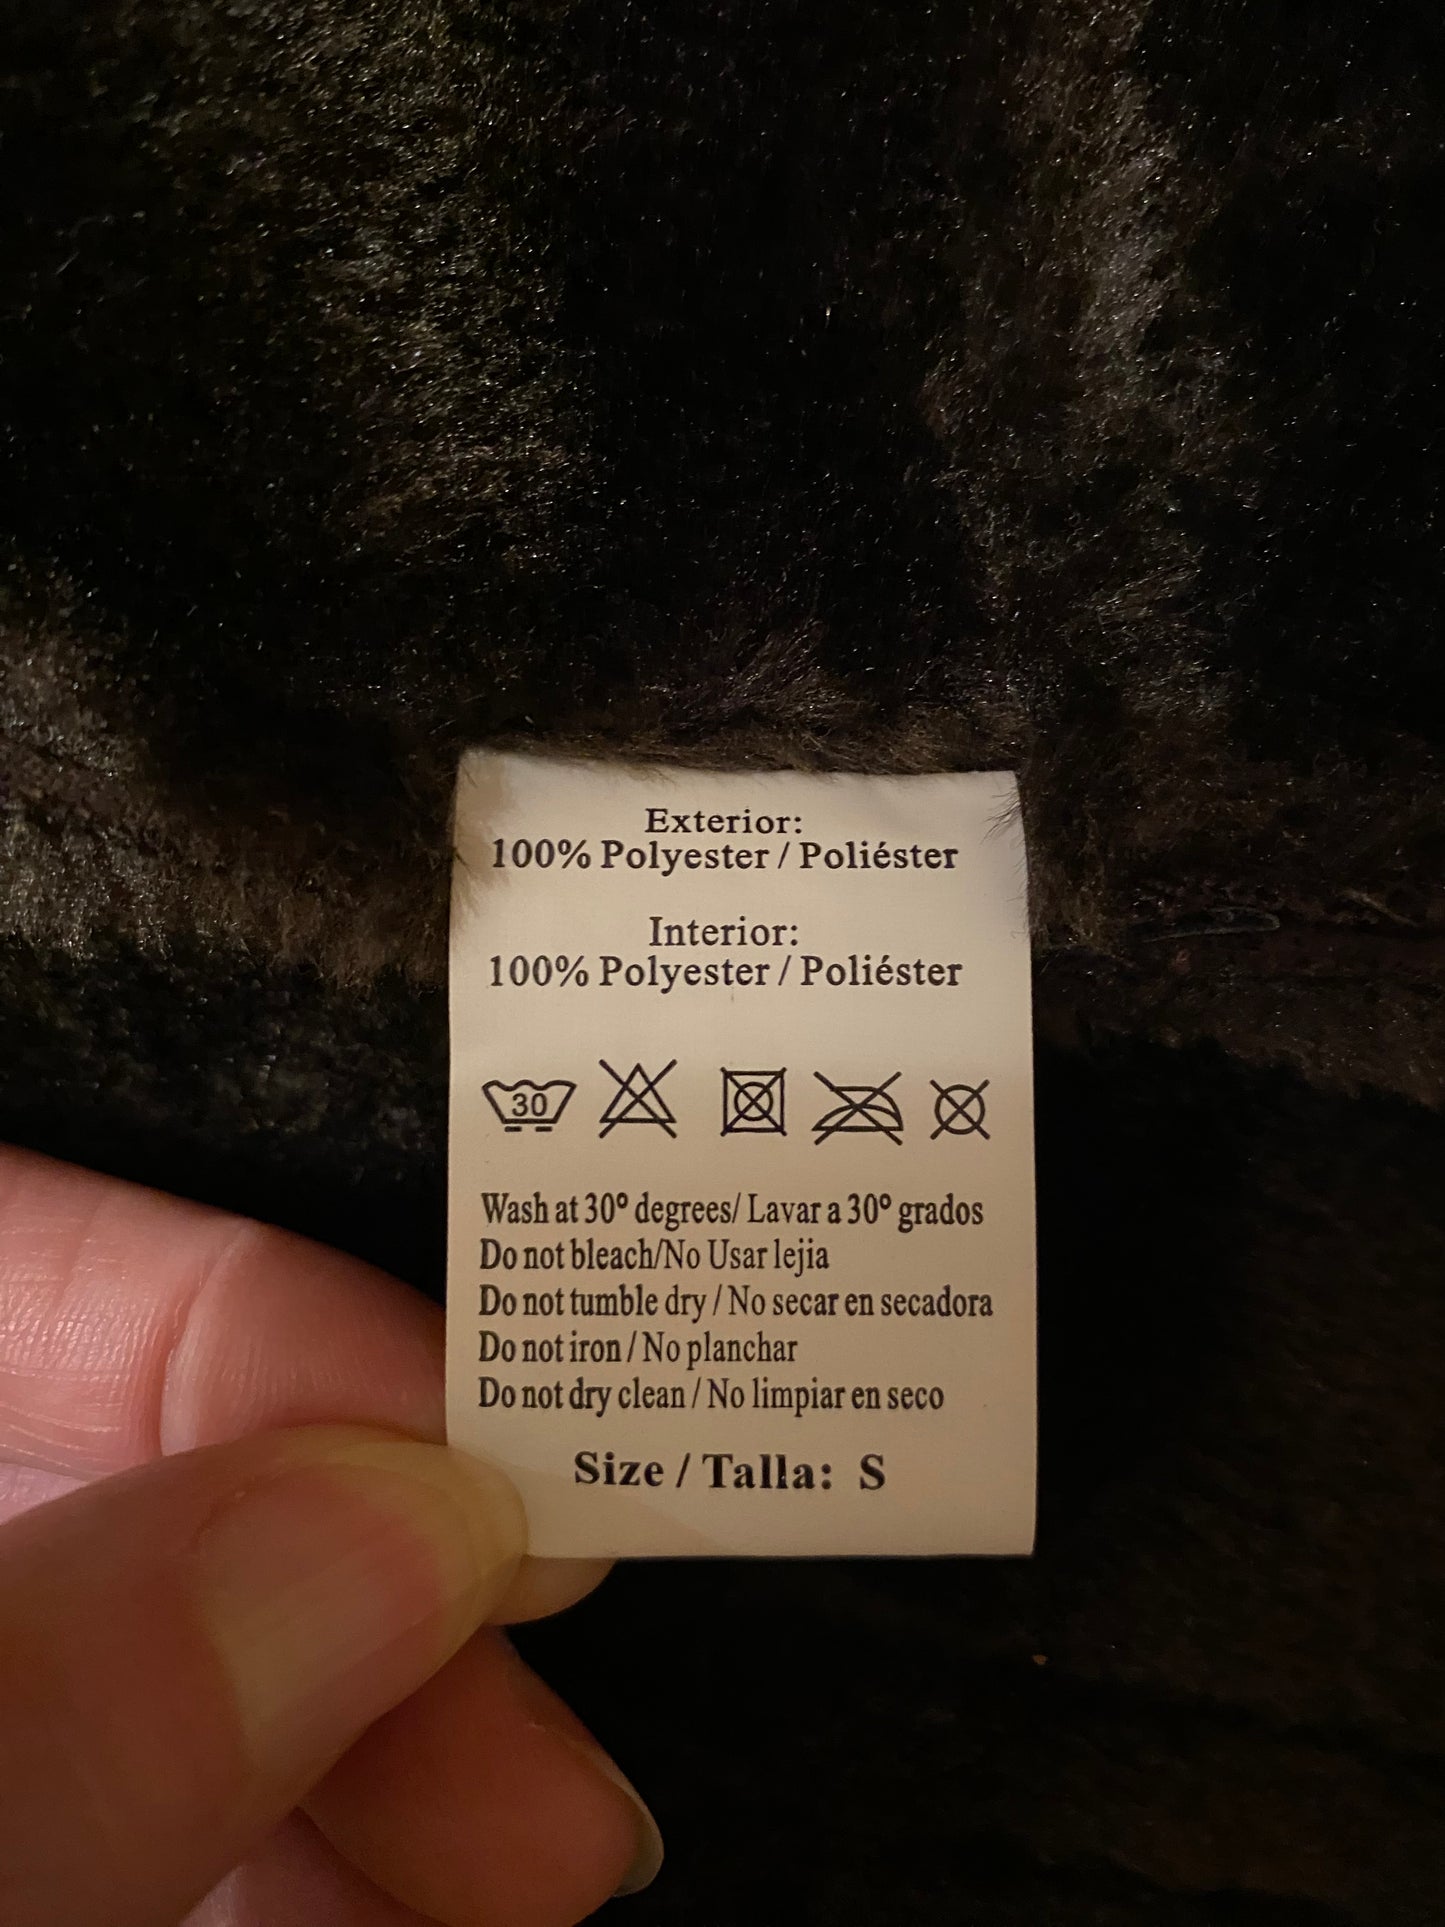 Exterior:
100% Polyester / Poliéster
Interior:
100% Polyester / Poliéster
30
Wash at 30º degrees/ Lavar a 30º grados
Do not bleach/No Usar lejia
Do not tumble dry / No secar en secadora
Do not iron / No planchar
Do not dry clean / No limpiar en seco
Size / Talla: S